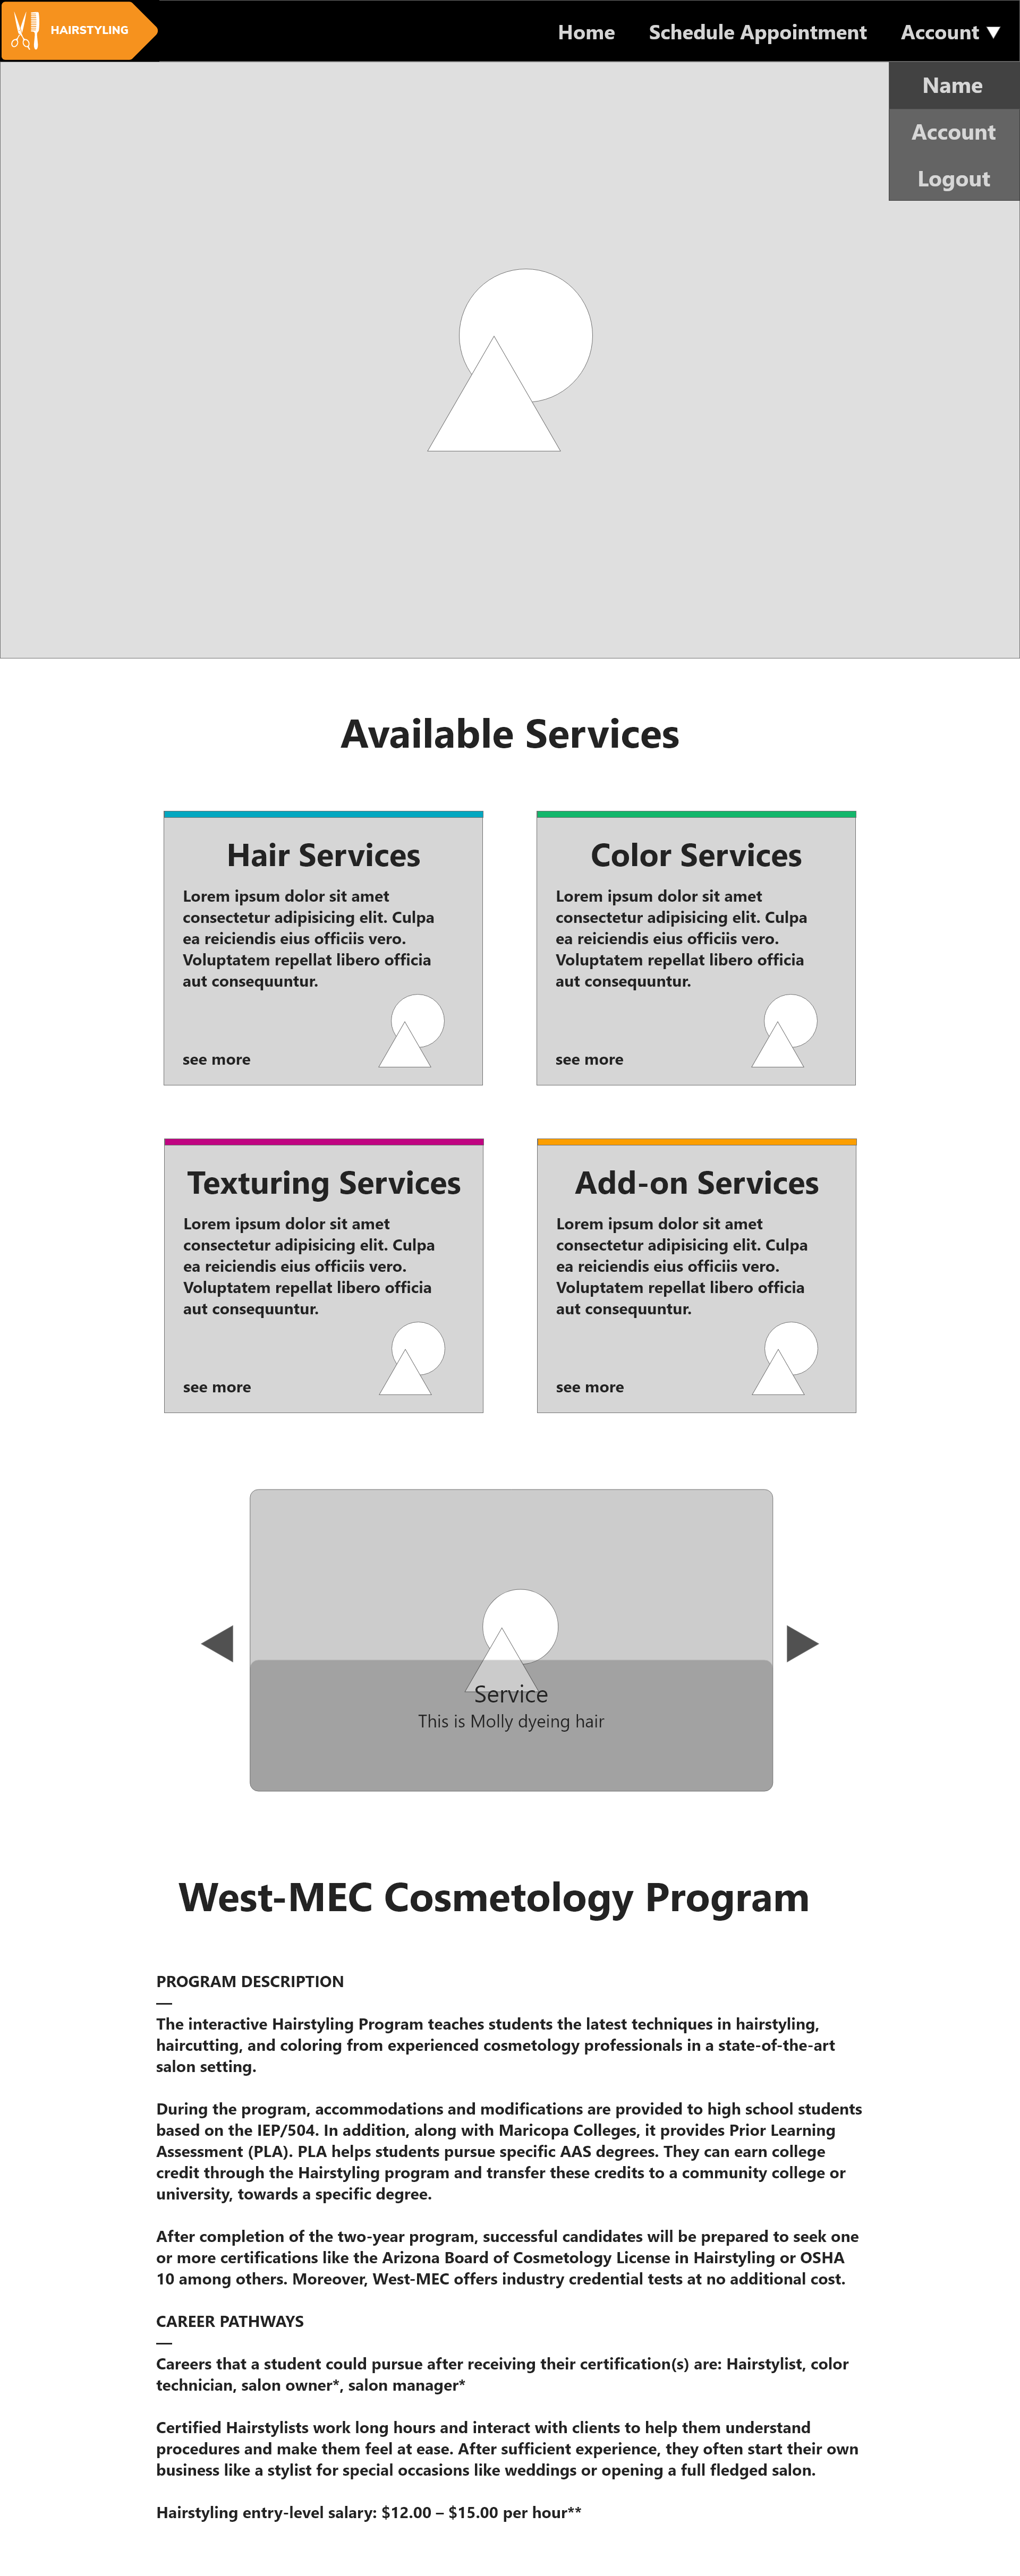 HAIRSTYLING
Home
Schedule Appointment
Account ▼
Name
Account
Logout
Available Services
Hair Services
Lorem ipsum dolor sit amet
consectetur adipisicing elit. Culpa
ea reiciendis eius officiis vero.
Voluptatem repellat libero officia
aut consequuntur.
see more
Color Services
Lorem ipsum dolor sit amet
consectetur adipisicing elit. Culpa
ea reiciendis eius officiis vero.
Voluptatem repellat libero officia
aut consequuntur.
see more
Texturing Services
Lorem ipsum dolor sit amet
consectetur adipisicing elit. Culpa
ea reiciendis eius officiis vero.
Voluptatem repellat libero officia
aut consequuntur.
see more
Add-on Services
Lorem ipsum dolor sit amet
consectetur adipisicing elit. Culpa
ea reiciendis eius officiis vero.
Voluptatem repellat libero officia
aut consequuntur.
see more
Service
This is Molly dyeing hair
West-MEC Cosmetology Program
PROGRAM DESCRIPTION
—
The interactive Hairstyling Program teaches students the latest techniques in hairstyling,
haircutting, and coloring from experienced cosmetology professionals in a state-of-the-art
salon setting.
During the program, accommodations and modifications are provided to high school students
based on the IEP/504. In addition, along with Maricopa Colleges, it provides Prior Learning
Assessment (PLA). PLA helps students pursue specific AAS degrees. They can earn college
credit through the Hairstyling program and transfer these credits to a community college or
university, towards a specific degree.
After completion of the two-year program, successful candidates will be prepared to seek one
or more certifications like the Arizona Board of Cosmetology License in Hairstyling or OSHA
10 among others. Moreover, West-MEC offers industry credential tests at no additional cost.
CAREER PATHWAYS
—
Careers that a student could pursue after receiving their certification(s) are: Hairstylist, color
technician, salon owner*, salon manager*
Certified Hairstylists work long hours and interact with clients to help them understand
procedures and make them feel at ease. After sufficient experience, they often start their own
business like a stylist for special occasions like weddings or opening a full fledged salon.
Hairstyling entry-level salary: $12.00 – $15.00 per hour**